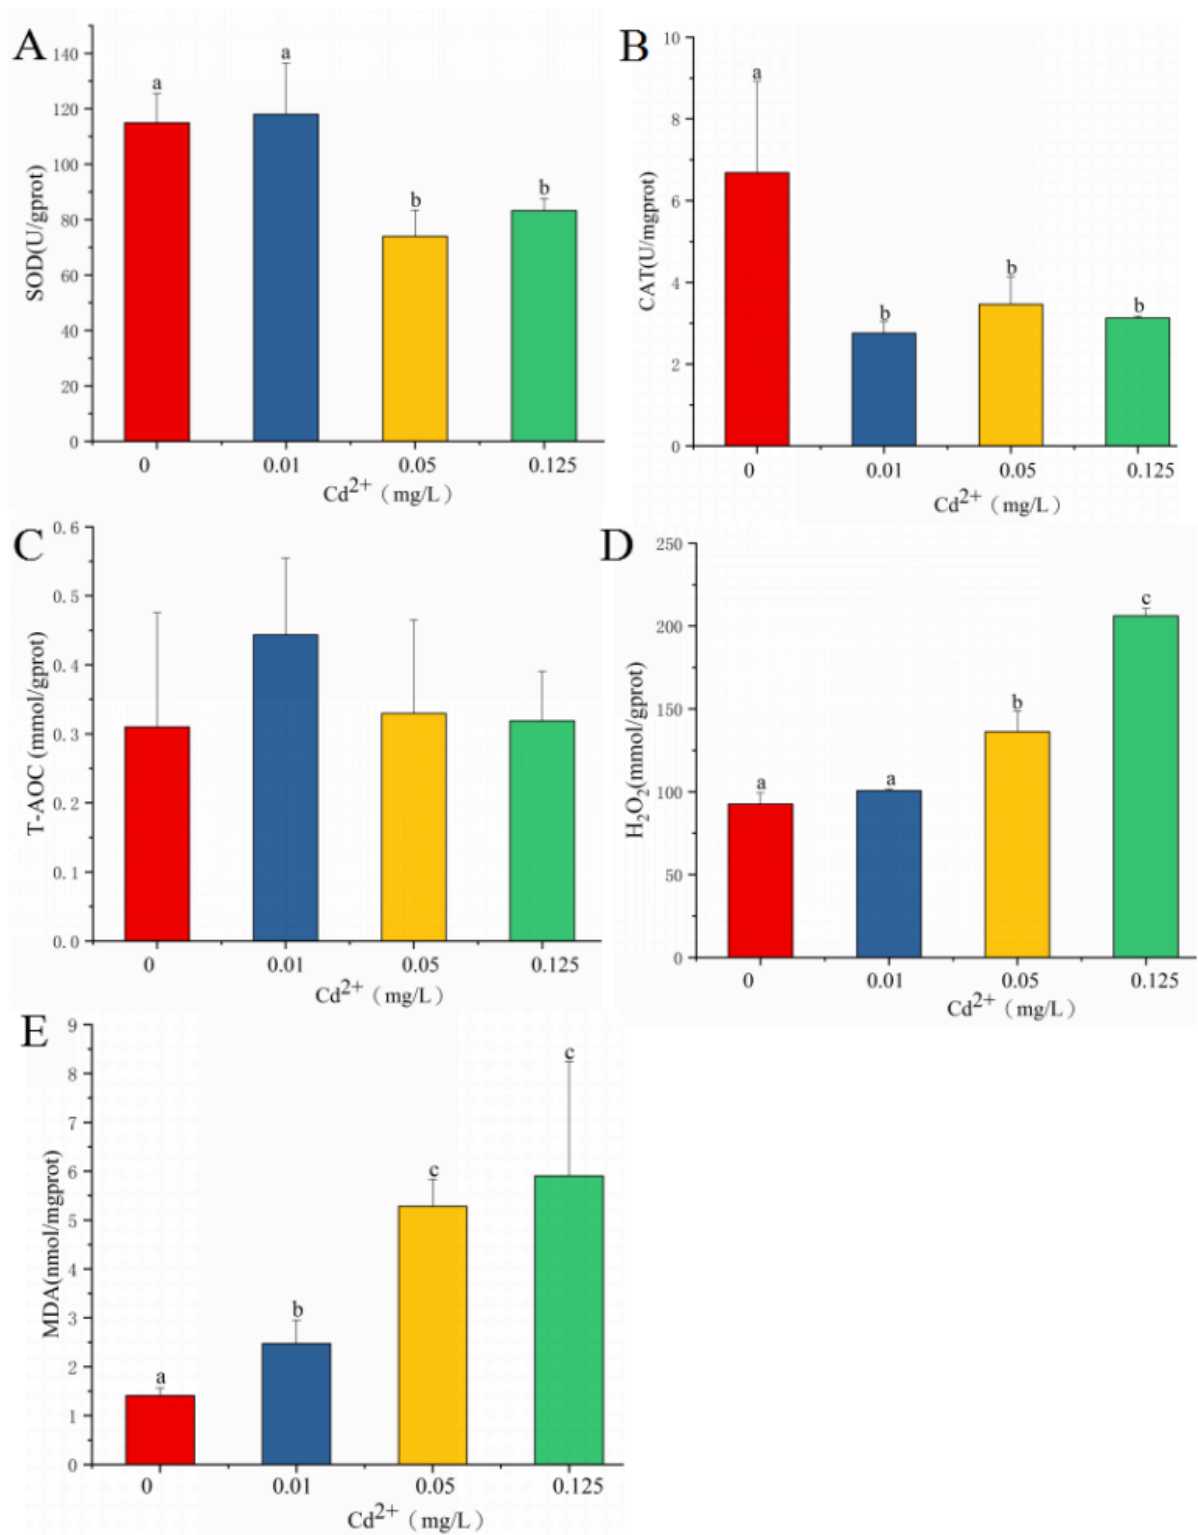 A
140
120
100
80
60
40
20
0
SOD(U/gprot)
a
a
b
b
0 0.01 0.05 0.125
Cd2+ (mg/L)
B
10
8
6
4
2
0
CAT(U/mgprot)
a
b
b
b
0 0.01 0.05 0.125
Cd2+ (mg/L)
C
0.6
0.5
0.4
0.3
0.2
0.1
0.0
T-AOC (mmol/gprot)
0 0.01 0.05 0.125
Cd2+ (mg/L)
D
250
200
150
100
50
0
H2O2(mmol/gprot)
a
a
b
c
0 0.01 0.05 0.125
Cd2+ (mg/L)
E
9
8
7
6
5
4
3
2
1
0
MDA(nmol/mgprot)
a
b
c
c
0 0.01 0.05 0.125
Cd2+ (mg/L)